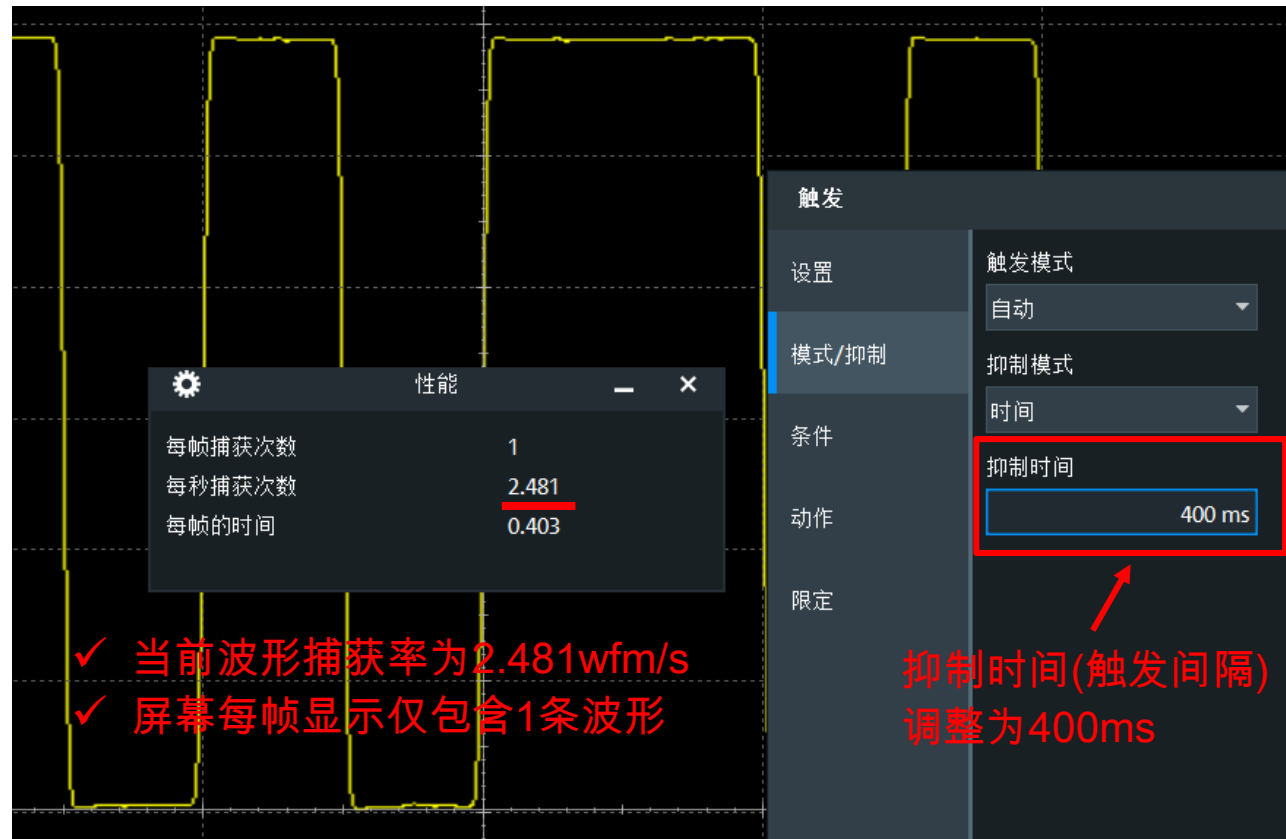 触发
设置
模式/抑制
条件
动作
限定
触发模式
自动
抑制模式
时间
抑制时间
400 ms
性能
每帧捕获次数 1
每秒捕获次数 2.481
每帧的时间 0.403
✓ 当前波形捕获率为2.481wfm/s
✓ 屏幕每帧显示仅包含1条波形
抑制时间(触发间隔)
调整为400ms